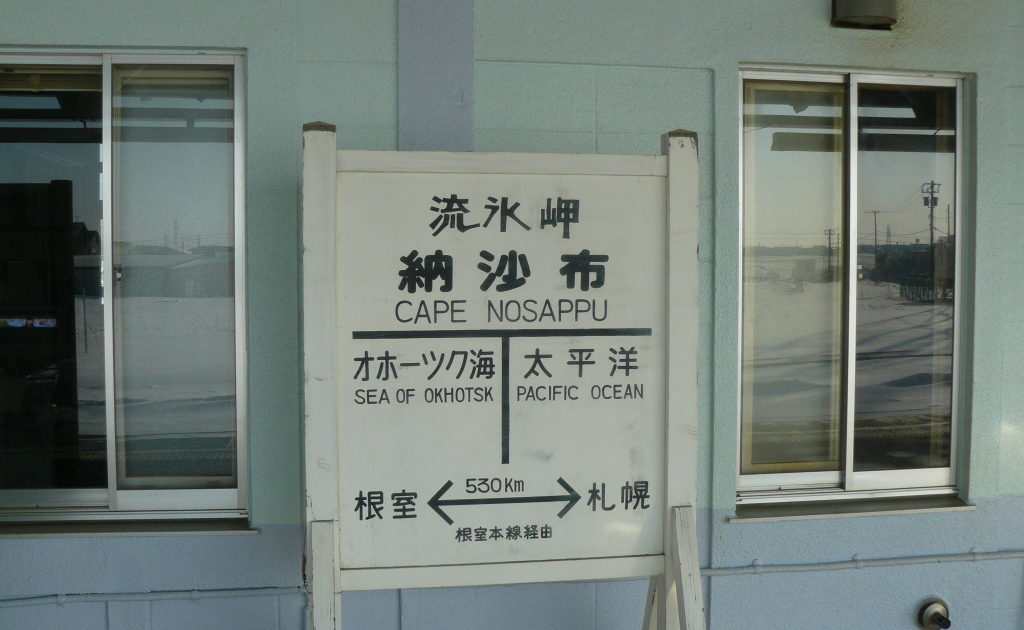 流氷岬
納沙布
CAPE NOSAPPU
オホーツク海
SEA OF OKHOTSK
太平洋
PACIFIC OCEAN
530Km
根室
札幌
根室本線経由